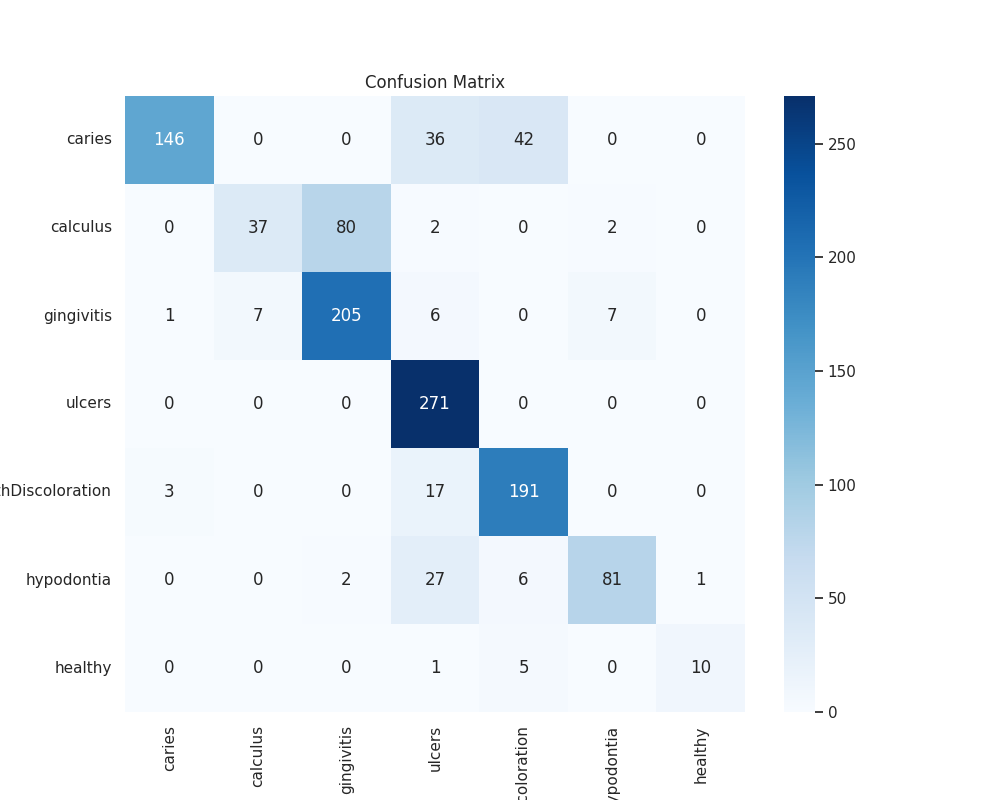 Confusion Matrix
caries 146 0 0 36 42 0 0
calculus 0 37 80 2 0 2 0
gingivitis 1 7 205 6 0 7 0
ulcers 0 0 0 271 0 0 0
hDiscoloration 3 0 0 17 191 0 0
hypodontia 0 0 2 27 6 81 1
healthy 0 0 0 1 5 0 10
caries calculus gingivitis ulcers coloration ypodontia healthy
250
200
150
100
50
0